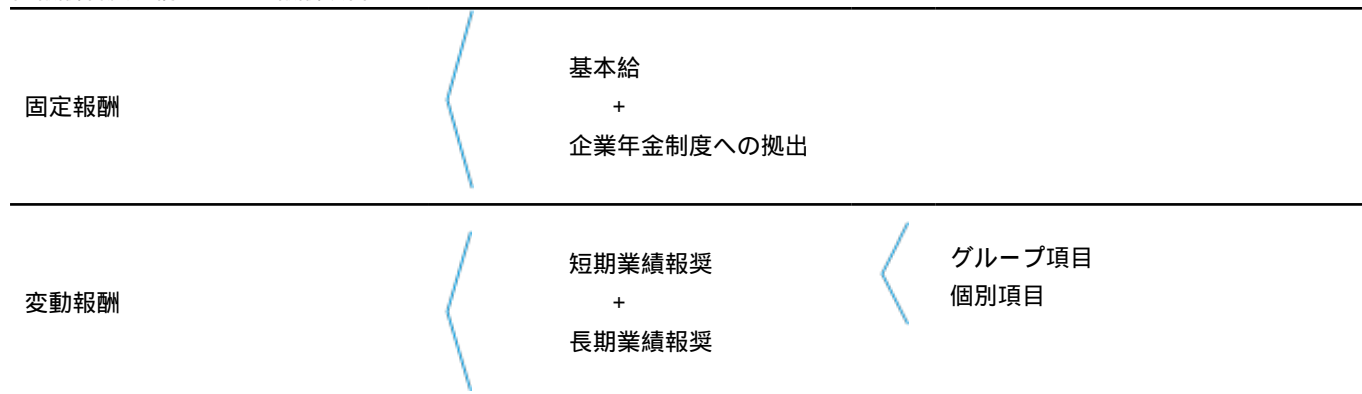 固定報酬
基本給
+
企業年金制度への拠出
変動報酬
短期業績報奨
+
長期業績報奨
グループ項目
個別項目